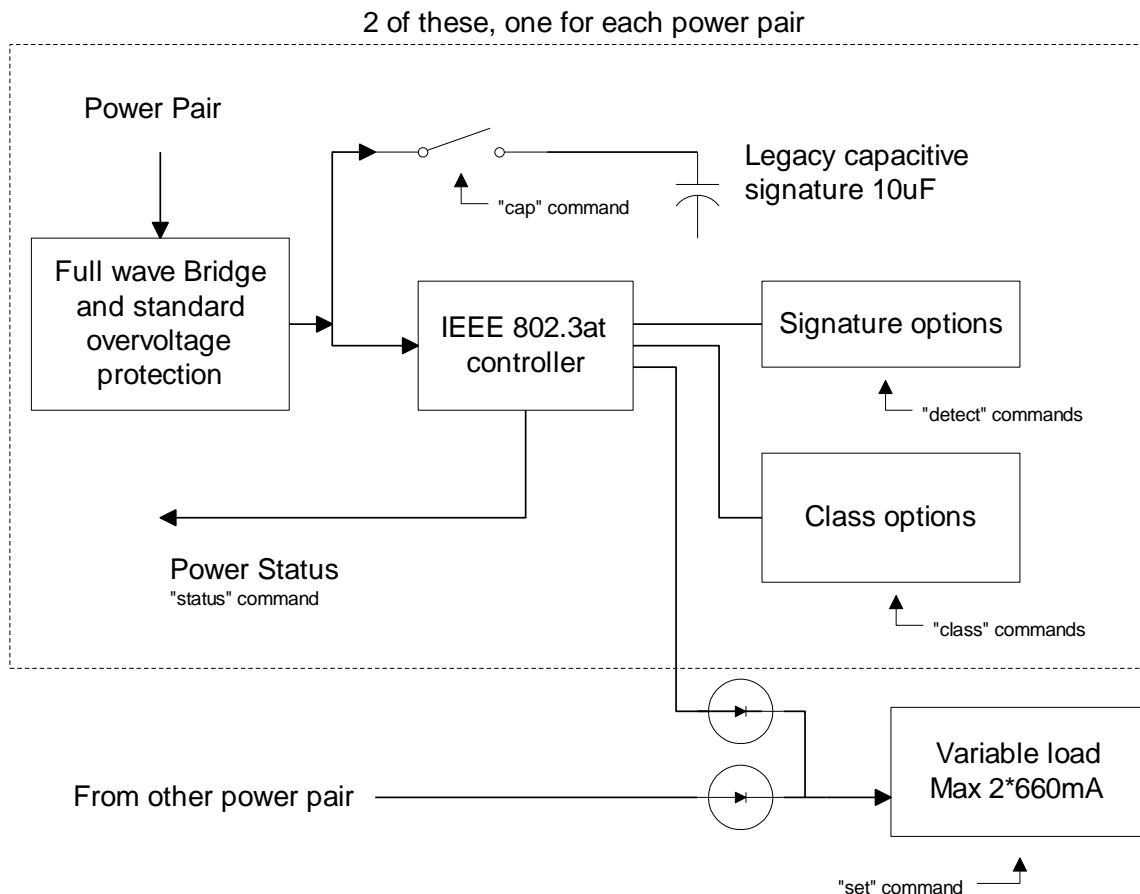 2 of these, one for each power pair
Power Pair
Legacy capacitive
signature 10uF
"cap" command
Full wave Bridge
and standard
overvoltage
protection
IEEE 802.3at
controller
Signature options
"detect" commands
Class options
Power Status
"status" command
"class" commands
Variable load
Max 2*660mA
From other power pair
"set" command